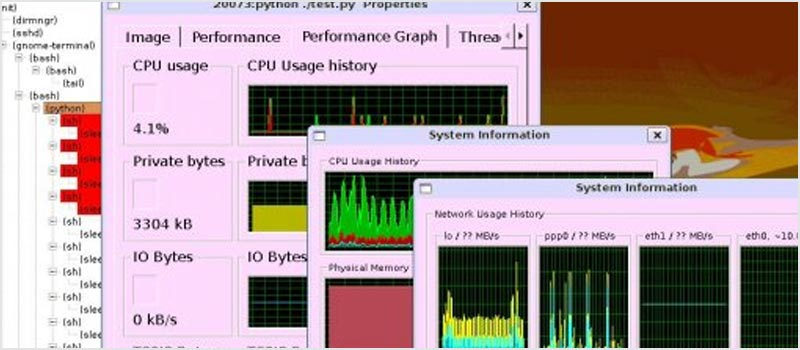 nit)
(dirmngr)
(sshd)
(gnome-terminal)
(bash)
(bash)
(tail)
(bash)
(python)
(sh)
(slee
(sh)
(slee
(sh)
(slee
(sh)
(slee
(sh)
(slee
(sh)
(slee
(sh)
(slee
(sh)
(slee
(sh)
(slee
20073:python ./test.py Properties
Image
Performance
Performance Graph
Threa
CPU usage
CPU Usage history
4.1%
Private bytes
Private b
3304 kB
IO Bytes
IO Bytes
0 kB/s
System Information
CPU Usage History
Physical Memory
System Information
Network Usage History
lo / ?? MB/s
ppp0 / ?? MB/s
eth1 / ?? MB/s
eth0, ~10.